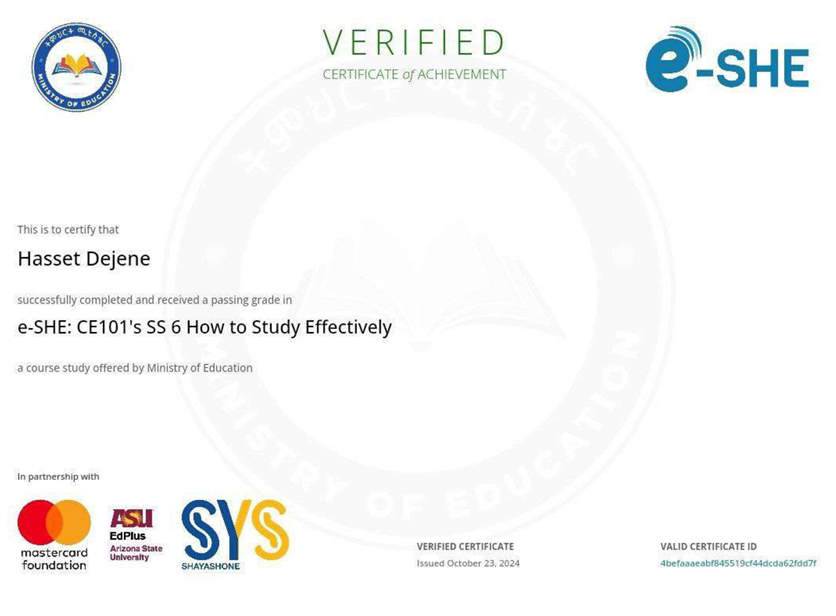 MINISTRY OF EDUCATION
VERIFIED
CERTIFICATE of ACHIEVEMENT
e-SHE
This is to certify that
Hasset Dejene
successfully completed and received a passing grade in
e-SHE: CE101's SS 6 How to Study Effectively
a course study offered by Ministry of Education
MINISTRY OF EDUCATION
In partnership with
mastercard
foundation
ASU
EdPlus
Arizona State
University
SYS
SHAYASHONE
VERIFIED CERTIFICATE
Issued October 23, 2024
VALID CERTIFICATE ID
4befaaaeabf845519cf44dcda62fdd7f